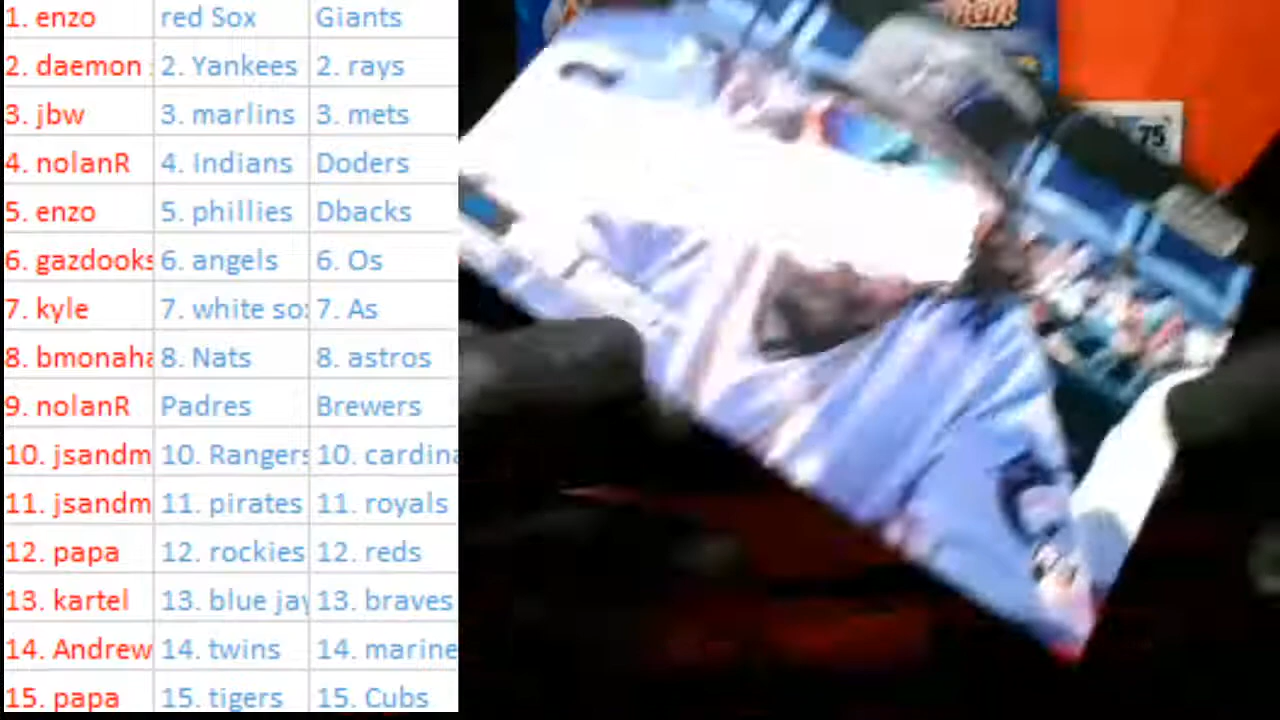 1. enzo red Sox Giants
2. daemon 2. Yankees 2. rays
3. jbw 3. marlins 3. mets
4. nolanR 4. Indians Doders
5. enzo 5. phillies Dbacks
6. gazdooks 6. angels 6. Os
7. kyle 7. white so 7. As
8. bmonaha 8. Nats 8. astros
9. nolanR Padres Brewers
10. jsandm 10. Rangers 10. cardina
11. jsandm 11. pirates 11. royals
12. papa 12. rockies 12. reds
13. kartel 13. blue jay 13. braves
14. Andrew 14. twins 14. marine
15. papa 15. tigers 15. Cubs
75